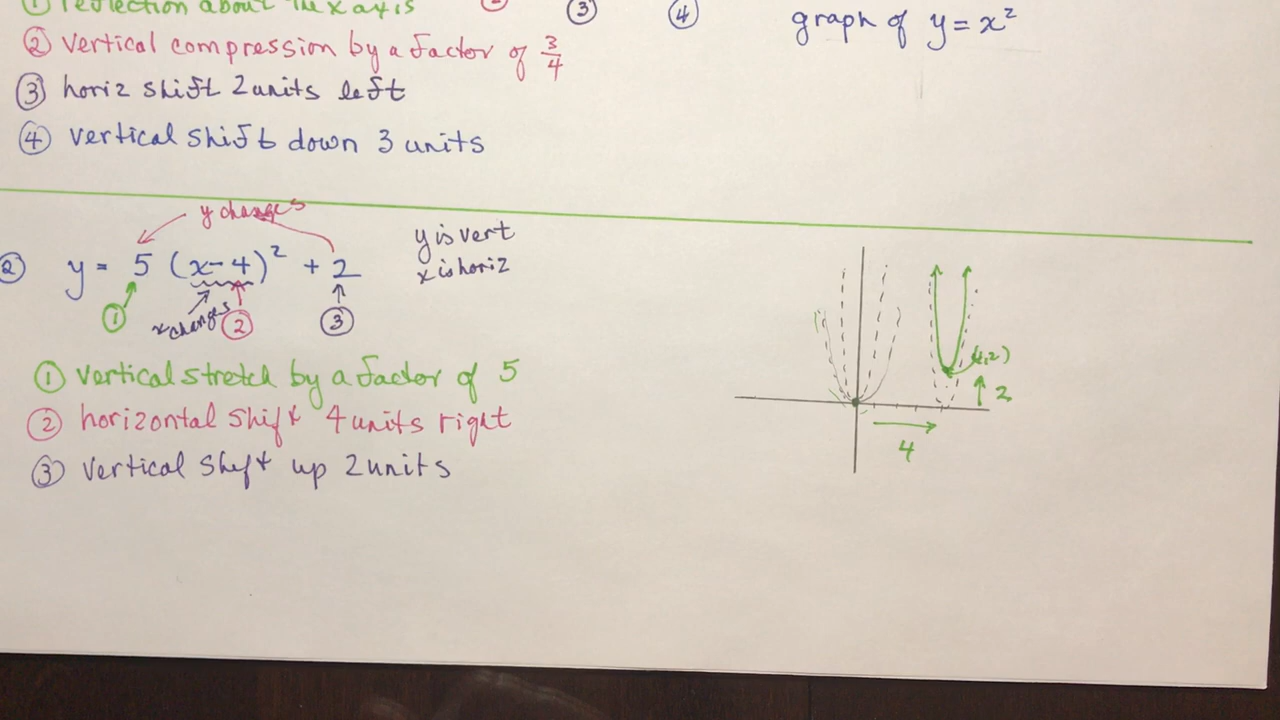 ① reflection about the x axis
② ③ ④
graph of y = x²
② vertical compression by a factor of 3/4
③ horiz shift 2 units left
④ vertical shift down 3 units
y changes
② y = 5 (x-4)² + 2
y is vert
x is horiz
① x changes ② ③
① vertical stretch by a factor of 5
② horizontal shift 4 units right
③ vertical shift up 2 units
(4,2)
2
4